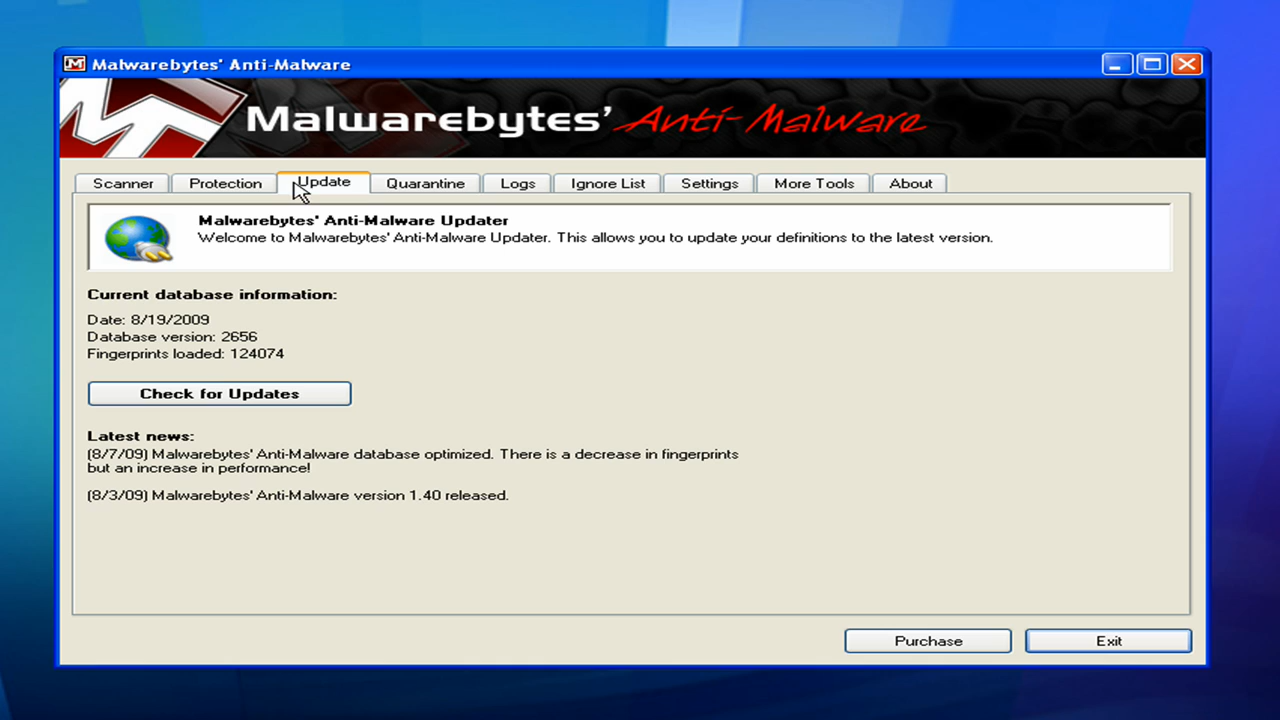 Malwarebytes' Anti-Malware
Malwarebytes' Anti-Malware
Scanner Protection Update Quarantine Logs Ignore List Settings More Tools About
Malwarebytes' Anti-Malware Updater
Welcome to Malwarebytes' Anti-Malware Updater. This allows you to update your definitions to the latest version.
Current database information:
Date: 8/19/2009
Database version: 2656
Fingerprints loaded: 124074
Check for Updates
Latest news:
(8/7/09) Malwarebytes' Anti-Malware database optimized. There is a decrease in fingerprints
but an increase in performance!
(8/3/09) Malwarebytes' Anti-Malware version 1.40 released.
Purchase Exit